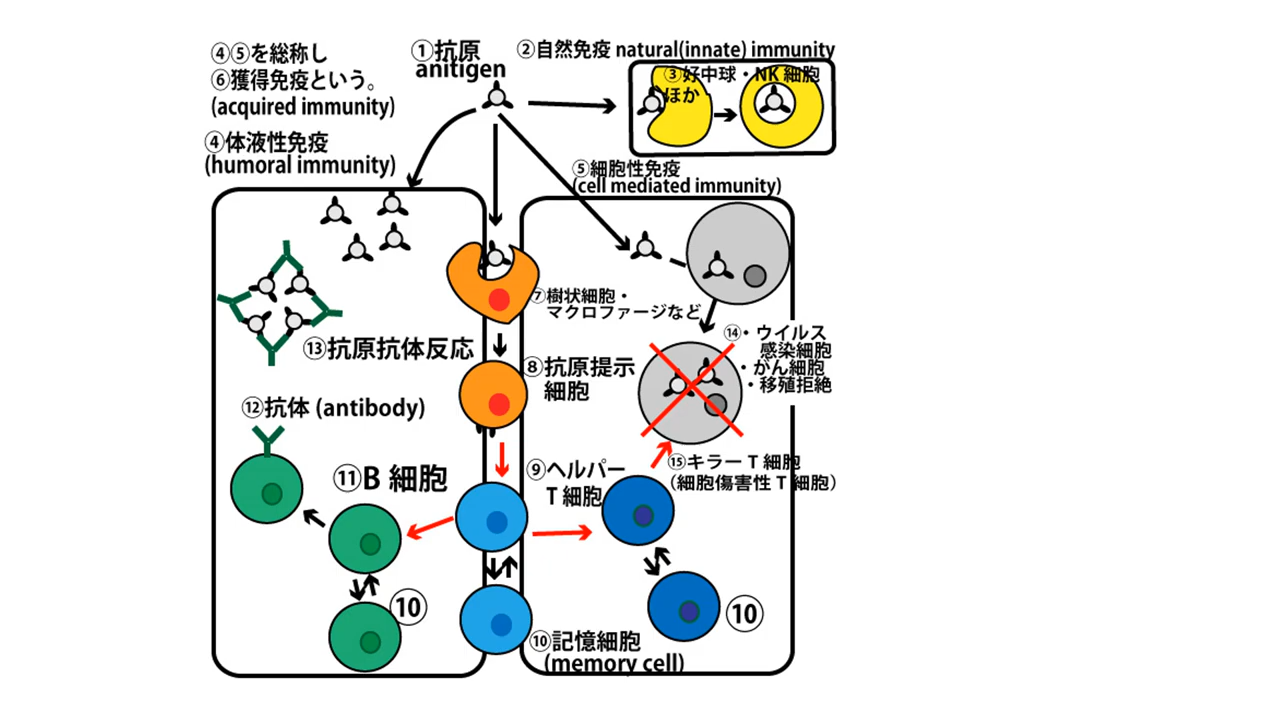 ④⑤を総称し
⑥獲得免疫という。
(acquired immunity)
①抗原
anitigen
②自然免疫 natural(innate) immunity
③好中球・NK 細胞
ほか
④体液性免疫
(humoral immunity)
⑤細胞性免疫
(cell mediated immunity)
⑦樹状細胞・
マクロファージなど
⑬抗原抗体反応
⑧抗原提示
細胞
⑭・ウイルス
感染細胞
・がん細胞
・移殖拒絶
⑫抗体 (antibody)
⑪B 細胞
⑨ヘルパー
T 細胞
⑮キラー T 細胞
（細胞傷害性 T 細胞）
⑩
⑩
⑩記憶細胞
(memory cell)